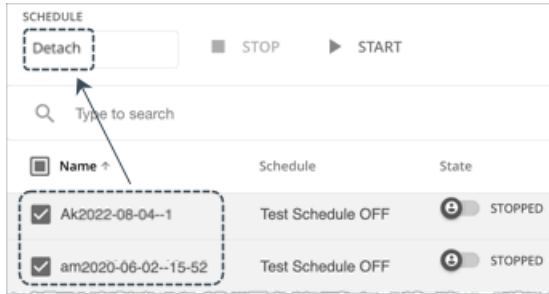 SCHEDULE
Detach STOP START
Type to search
Name Schedule State
Ak2022-08-04--1 Test Schedule OFF STOPPED
am2020-06-02--15-52 Test Schedule OFF STOPPED